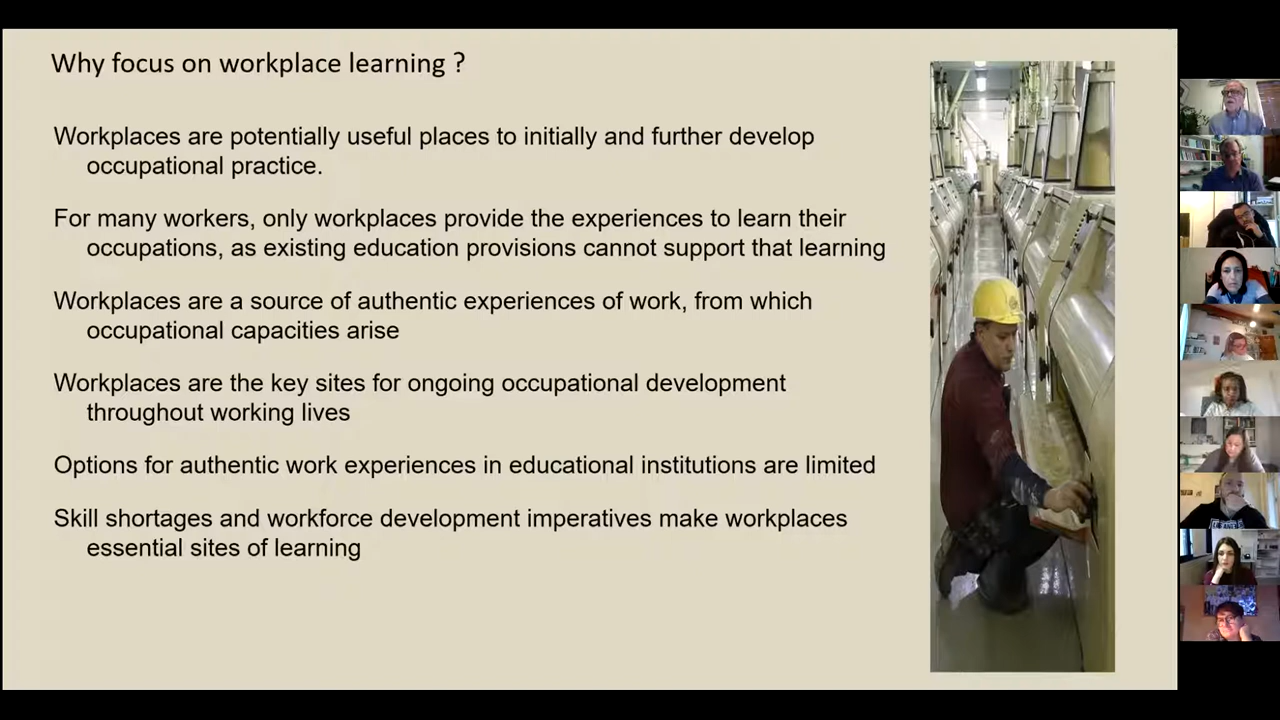 Why focus on workplace learning ?
Workplaces are potentially useful places to initially and further develop
occupational practice.
For many workers, only workplaces provide the experiences to learn their
occupations, as existing education provisions cannot support that learning
Workplaces are a source of authentic experiences of work, from which
occupational capacities arise
Workplaces are the key sites for ongoing occupational development
throughout working lives
Options for authentic work experiences in educational institutions are limited
Skill shortages and workforce development imperatives make workplaces
essential sites of learning